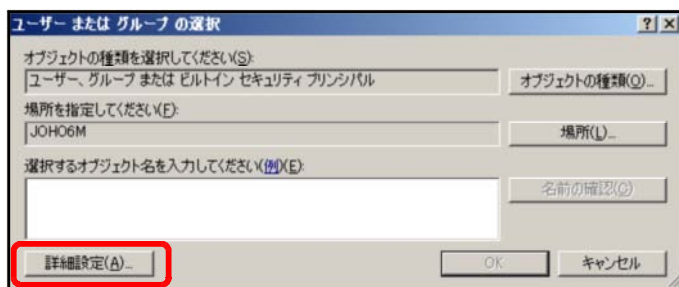 ユーザー または グループ の選択
オブジェクトの種類を選択してください(S):
ユーザー、グループ または ビルトイン セキュリティ プリンシパル
オブジェクトの種類(O)...
場所を指定してください(F):
JOHO6M
場所(L)...
選択するオブジェクト名を入力してください(例)(E):
名前の確認(C)
詳細設定(A)...
OK
キャンセル